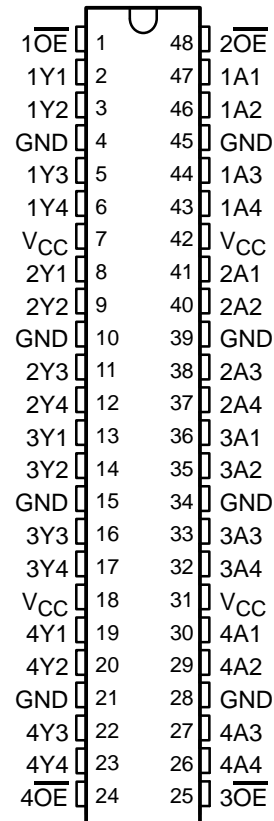 1O̅E̅ 1 48 2O̅E̅
1Y1 2 47 1A1
1Y2 3 46 1A2
GND 4 45 GND
1Y3 5 44 1A3
1Y4 6 43 1A4
VCC 7 42 VCC
2Y1 8 41 2A1
2Y2 9 40 2A2
GND 10 39 GND
2Y3 11 38 2A3
2Y4 12 37 2A4
3Y1 13 36 3A1
3Y2 14 35 3A2
GND 15 34 GND
3Y3 16 33 3A3
3Y4 17 32 3A4
VCC 18 31 VCC
4Y1 19 30 4A1
4Y2 20 29 4A2
GND 21 28 GND
4Y3 22 27 4A3
4Y4 23 26 4A4
4O̅E̅ 24 25 3O̅E̅